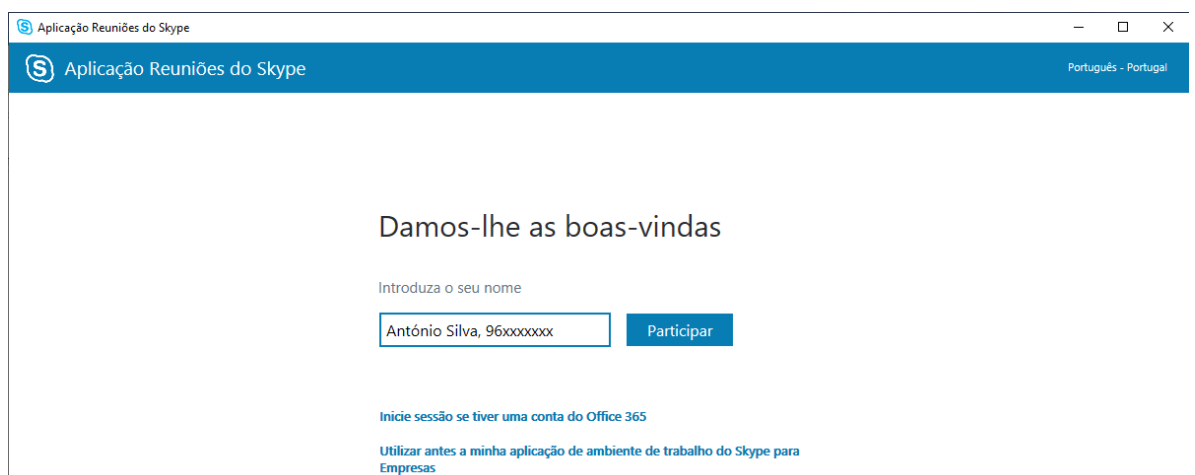 Aplicação Reuniões do Skype
Aplicação Reuniões do Skype
Português - Portugal
Damos-lhe as boas-vindas
Introduza o seu nome
António Silva, 96xxxxxxx
Participar
Inicie sessão se tiver uma conta do Office 365
Utilizar antes a minha aplicação de ambiente de trabalho do Skype para
Empresas